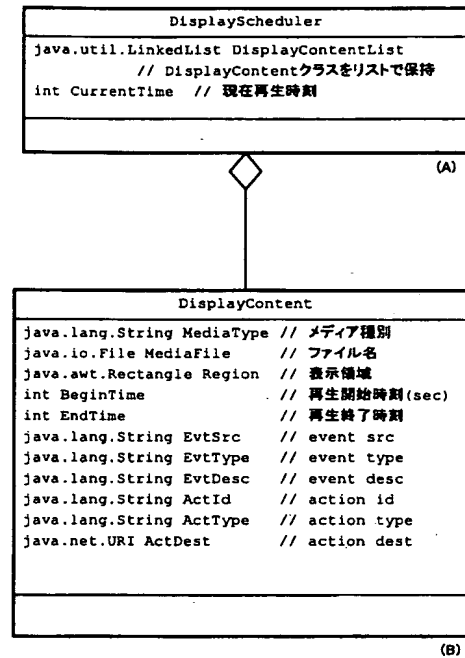 DisplayScheduler
java.util.LinkedList DisplayContentList
// DisplayContentクラスをリストで保持
int CurrentTime // 現在再生時刻
(A)
DisplayContent
java.lang.String MediaType // メディア種別
java.io.File MediaFile // ファイル名
java.awt.Rectangle Region // 表示領域
int BeginTime // 再生開始時刻(sec)
int EndTime // 再生終了時刻
java.lang.String EvtSrc // event src
java.lang.String EvtType // event type
java.lang.String EvtDesc // event desc
java.lang.String ActId // action id
java.lang.String ActType // action type
java.net.URI ActDest // action dest
(B)